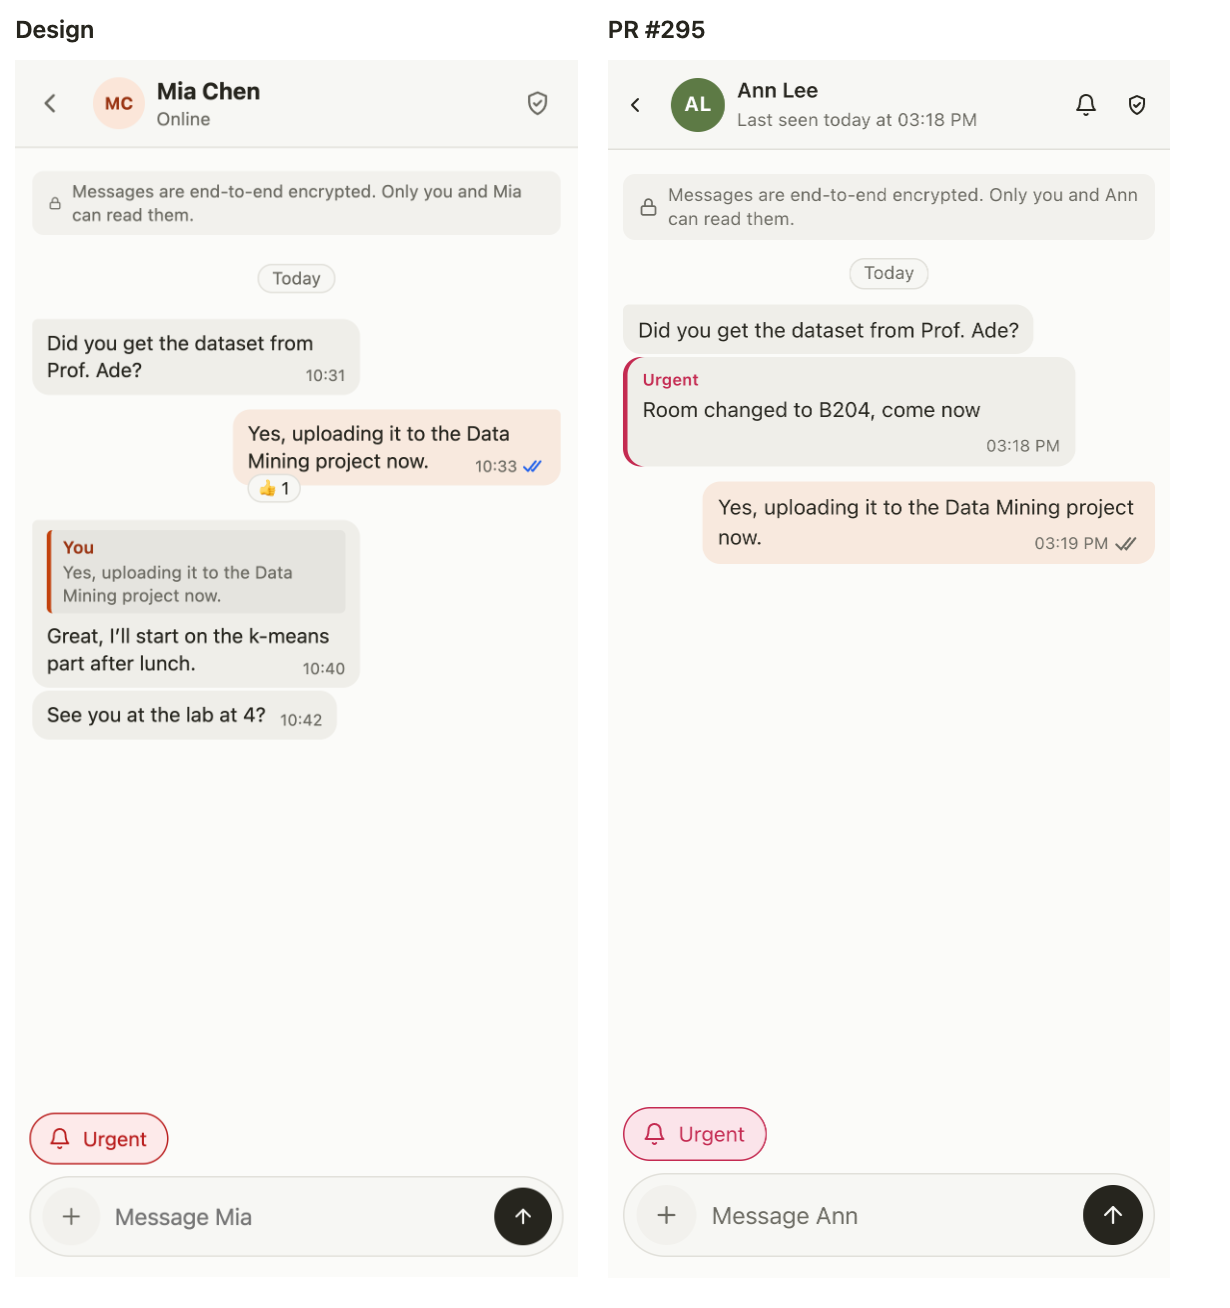 Design
MC
Mia Chen
Online
Messages are end-to-end encrypted. Only you and Mia
can read them.
Today
Did you get the dataset from
Prof. Ade?
10:31
Yes, uploading it to the Data
Mining project now.
10:33
👍 1
You
Yes, uploading it to the Data
Mining project now.
Great, I’ll start on the k-means
part after lunch.
10:40
See you at the lab at 4?
10:42
Urgent
Message Mia
PR #295
AL
Ann Lee
Last seen today at 03:18 PM
Messages are end-to-end encrypted. Only you and Ann
can read them.
Today
Did you get the dataset from Prof. Ade?
Urgent
Room changed to B204, come now
03:18 PM
Yes, uploading it to the Data Mining project
now.
03:19 PM
Urgent
Message Ann